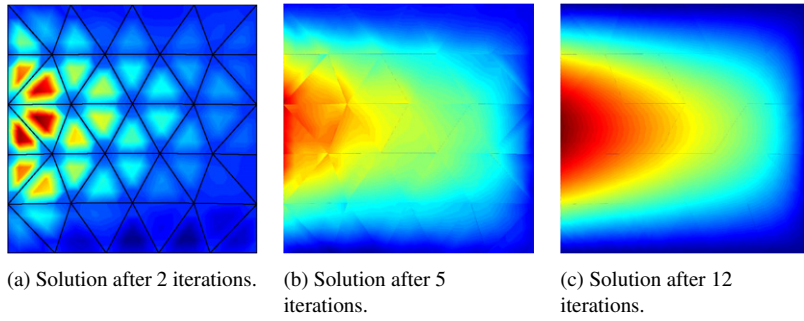 (a) Solution after 2 iterations.
(b) Solution after 5
iterations.
(c) Solution after 12
iterations.